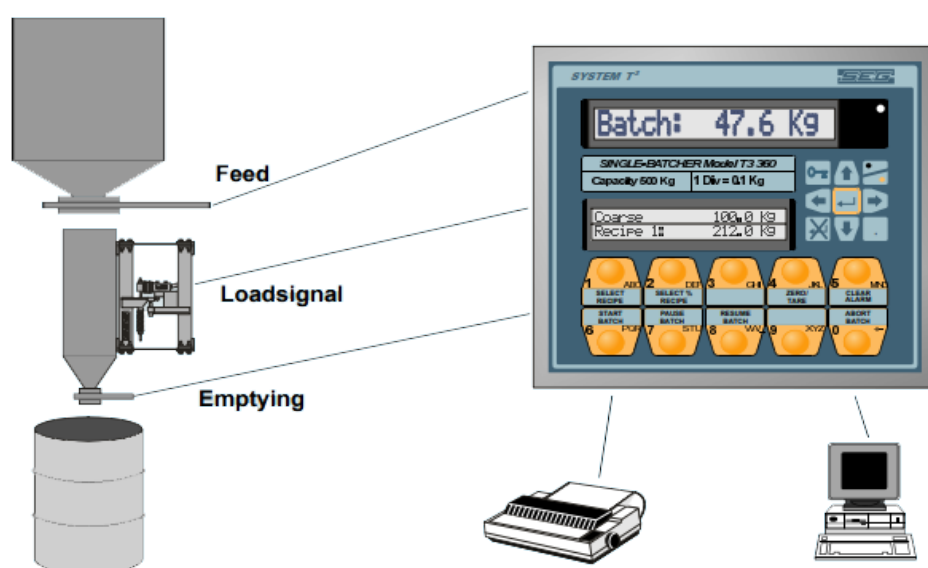 Feed
Loadsignal
Emptying
SYSTEM T³
SEG
Batch: 47.6 Kg
SINGLE-BATCHER Model T3 360
Capacity 500 Kg
1 Div = 0.1 Kg
Coarse 100.0 Kg
Recipe 1: 212.0 Kg
1 ABC
2 DEF
3 GHI
4 JKL
5 MNO
SELECT RECIPE
SELECT % RECIPE
ZERO/ TARE
CLEAR ALARM
START BATCH
PAUSE BATCH
RESUME BATCH
ABORT BATCH
6 PQR
7 STU
8 VWX
9 XYZ
0 ←